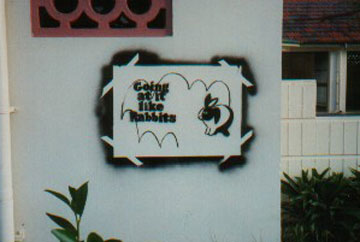 Going
at it
like
Rabbits